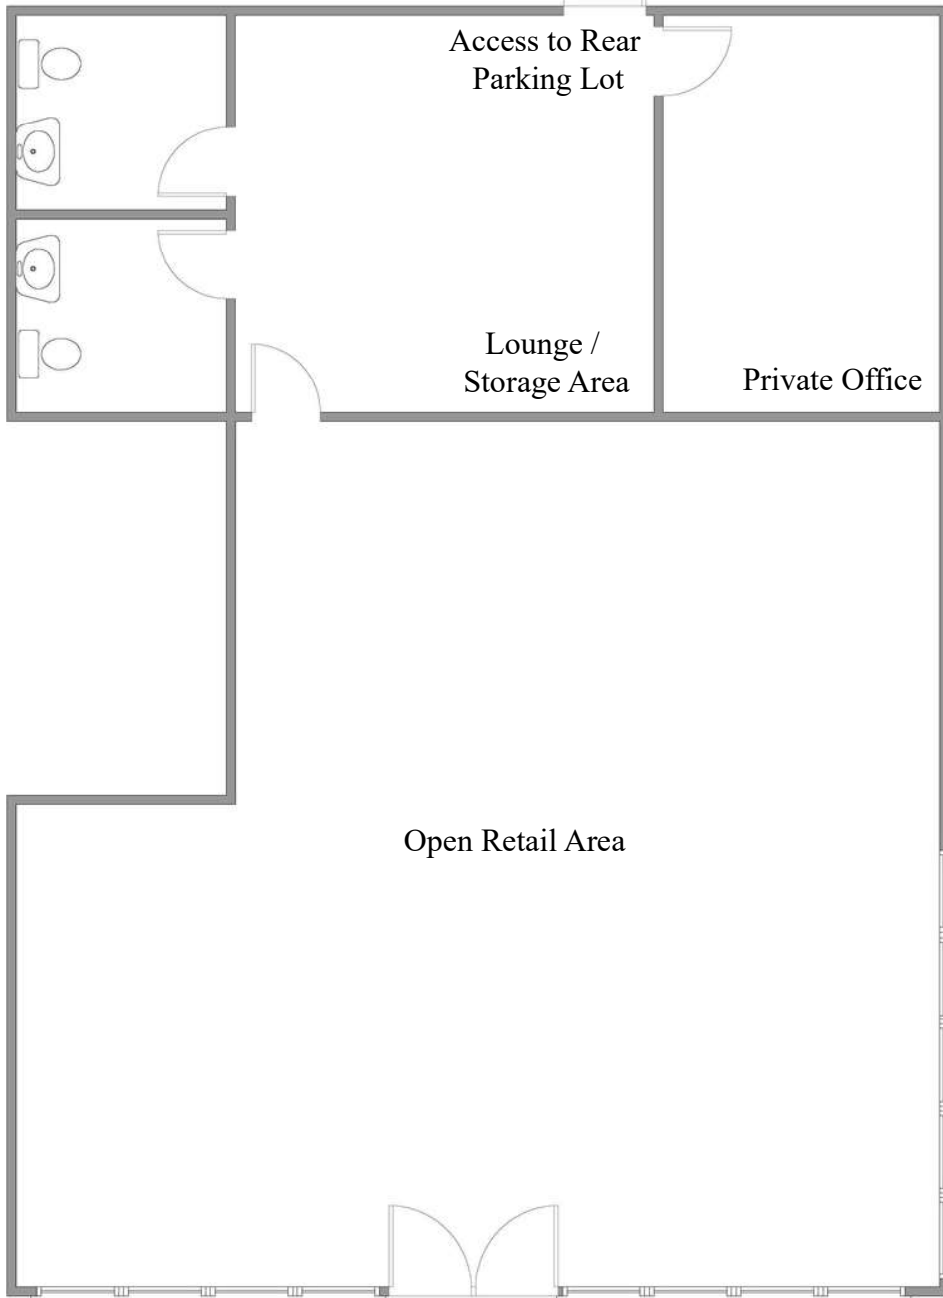 Access to Rear
Parking Lot
Lounge /
Storage Area
Private Office
Open Retail Area